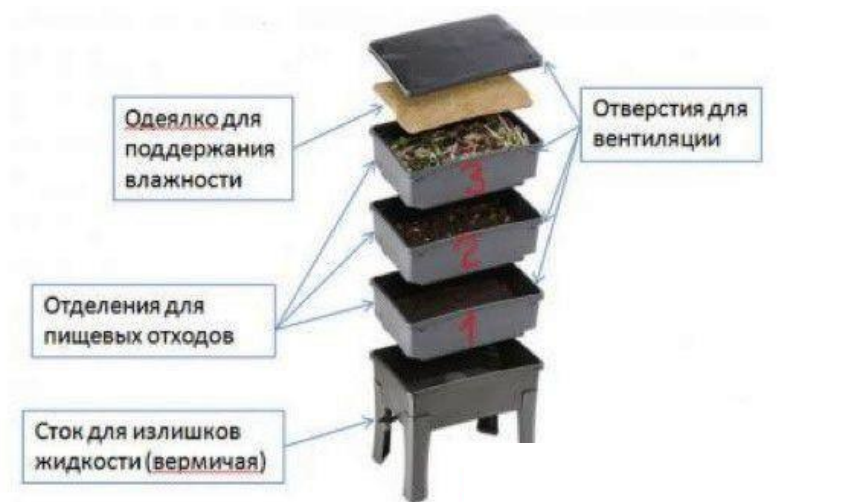 Одеялко для
поддержания
влажности
Отверстия для
вентиляции
3
2
Отделения для
пищевых отходов
1
Сток для излишков
жидкости (вермичая)